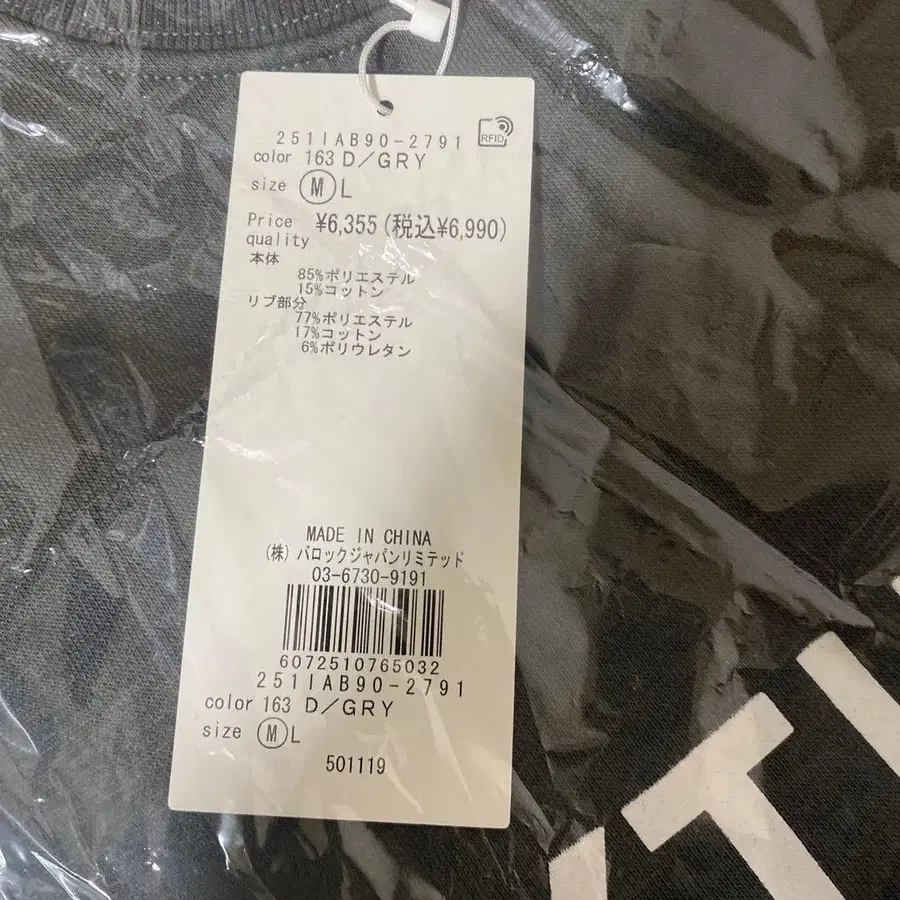 2511AB90-2791
RFID
color 163 D/GRY
size M L
Price ¥6,355(税込¥6,990)
quality
本体
85%ポリエステル
15%コットン
リブ部分
77%ポリエステル
17%コットン
6%ポリウレタン
MADE IN CHINA
(株) バロックジャパンリミテッド
03-6730-9191
6072510765032
2511AB90-2791
color 163 D/GRY
size M L
501119